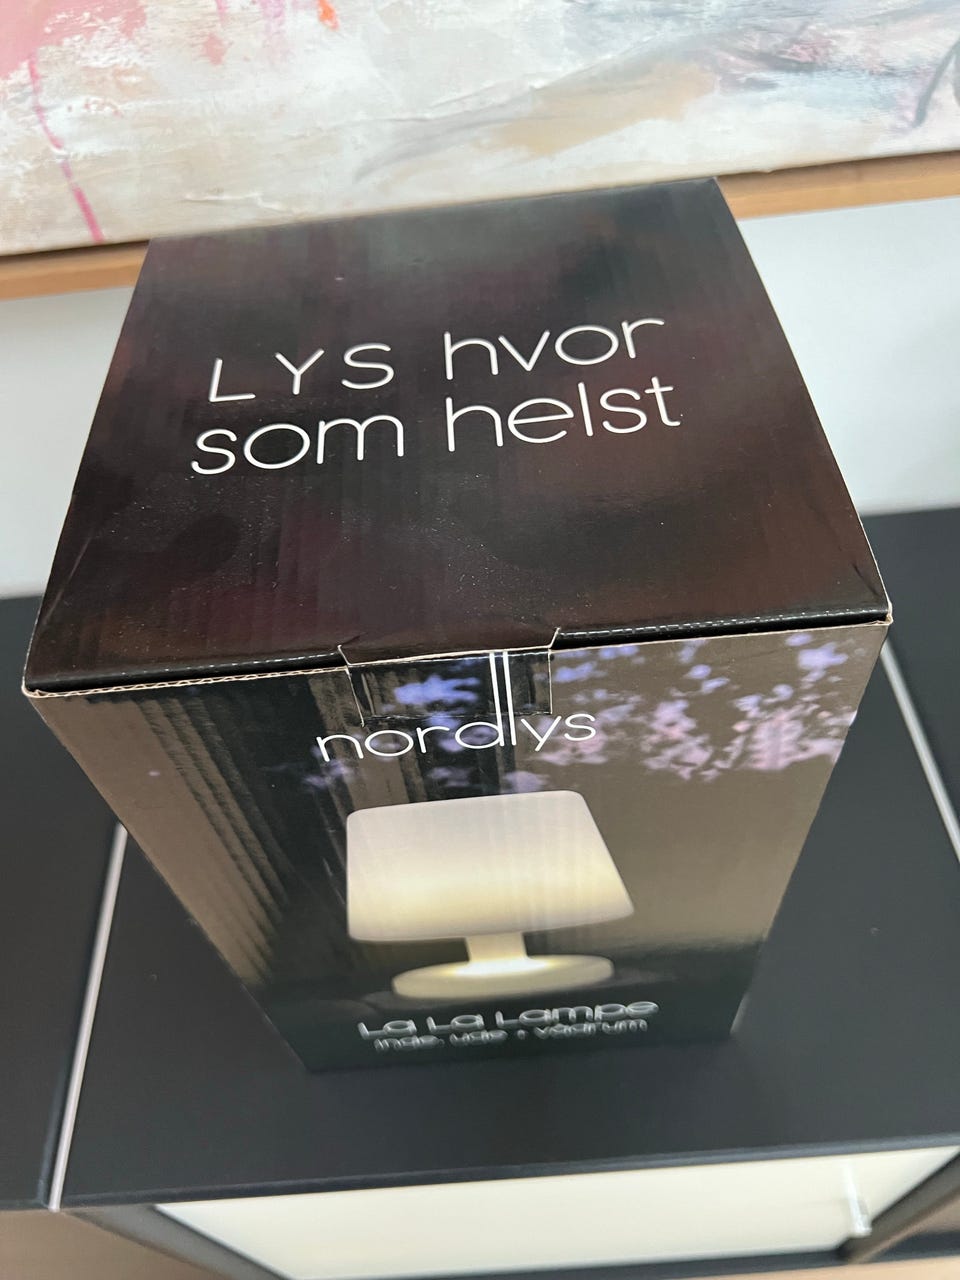 LYS hvor
som helst
nordlys
La La Lampe
inde, ude + vådrum